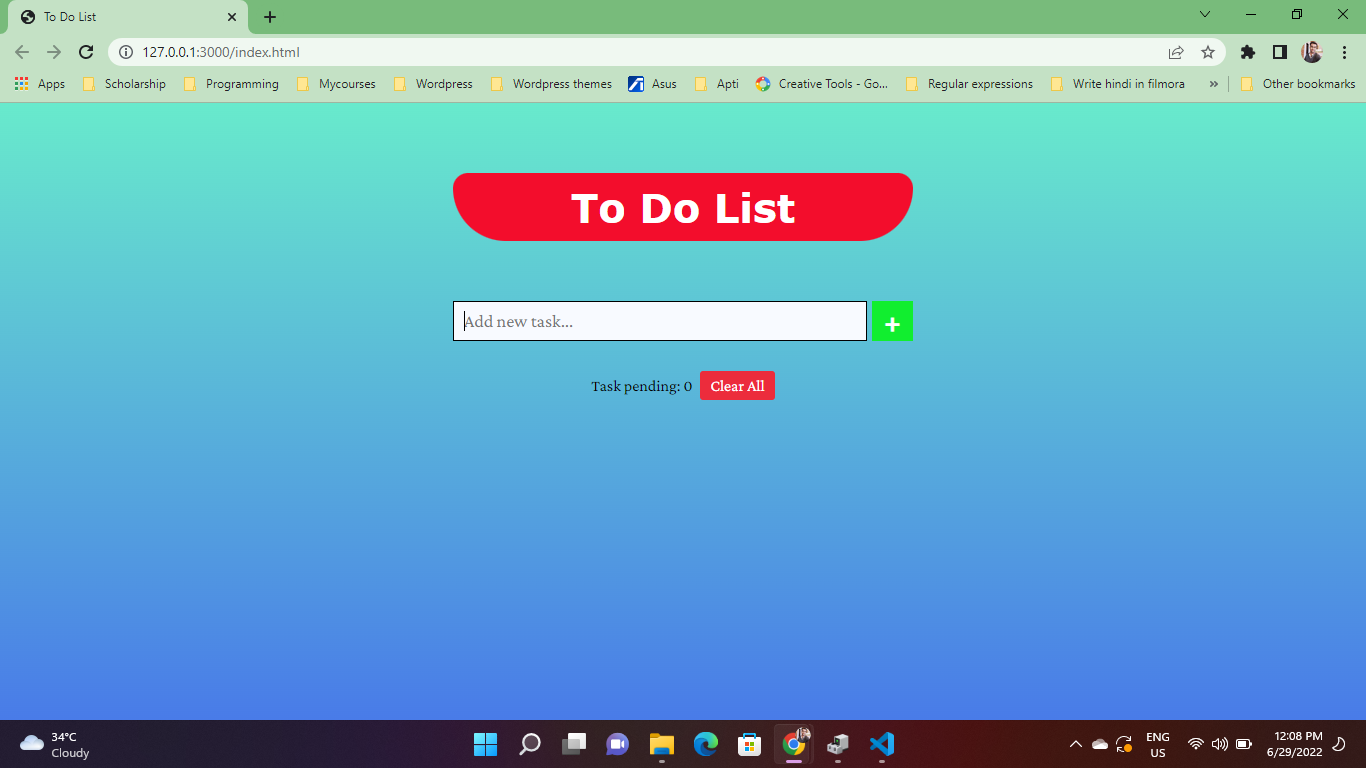 To Do List
127.0.0.1:3000/index.html
Apps Scholarship Programming Mycourses Wordpress Wordpress themes Asus Apti Creative Tools - Go... Regular expressions Write hindi in filmora » Other bookmarks
To Do List
Add new task...
+
Task pending: 0 Clear All
34°C
Cloudy
ENG
US
12:08 PM
6/29/2022